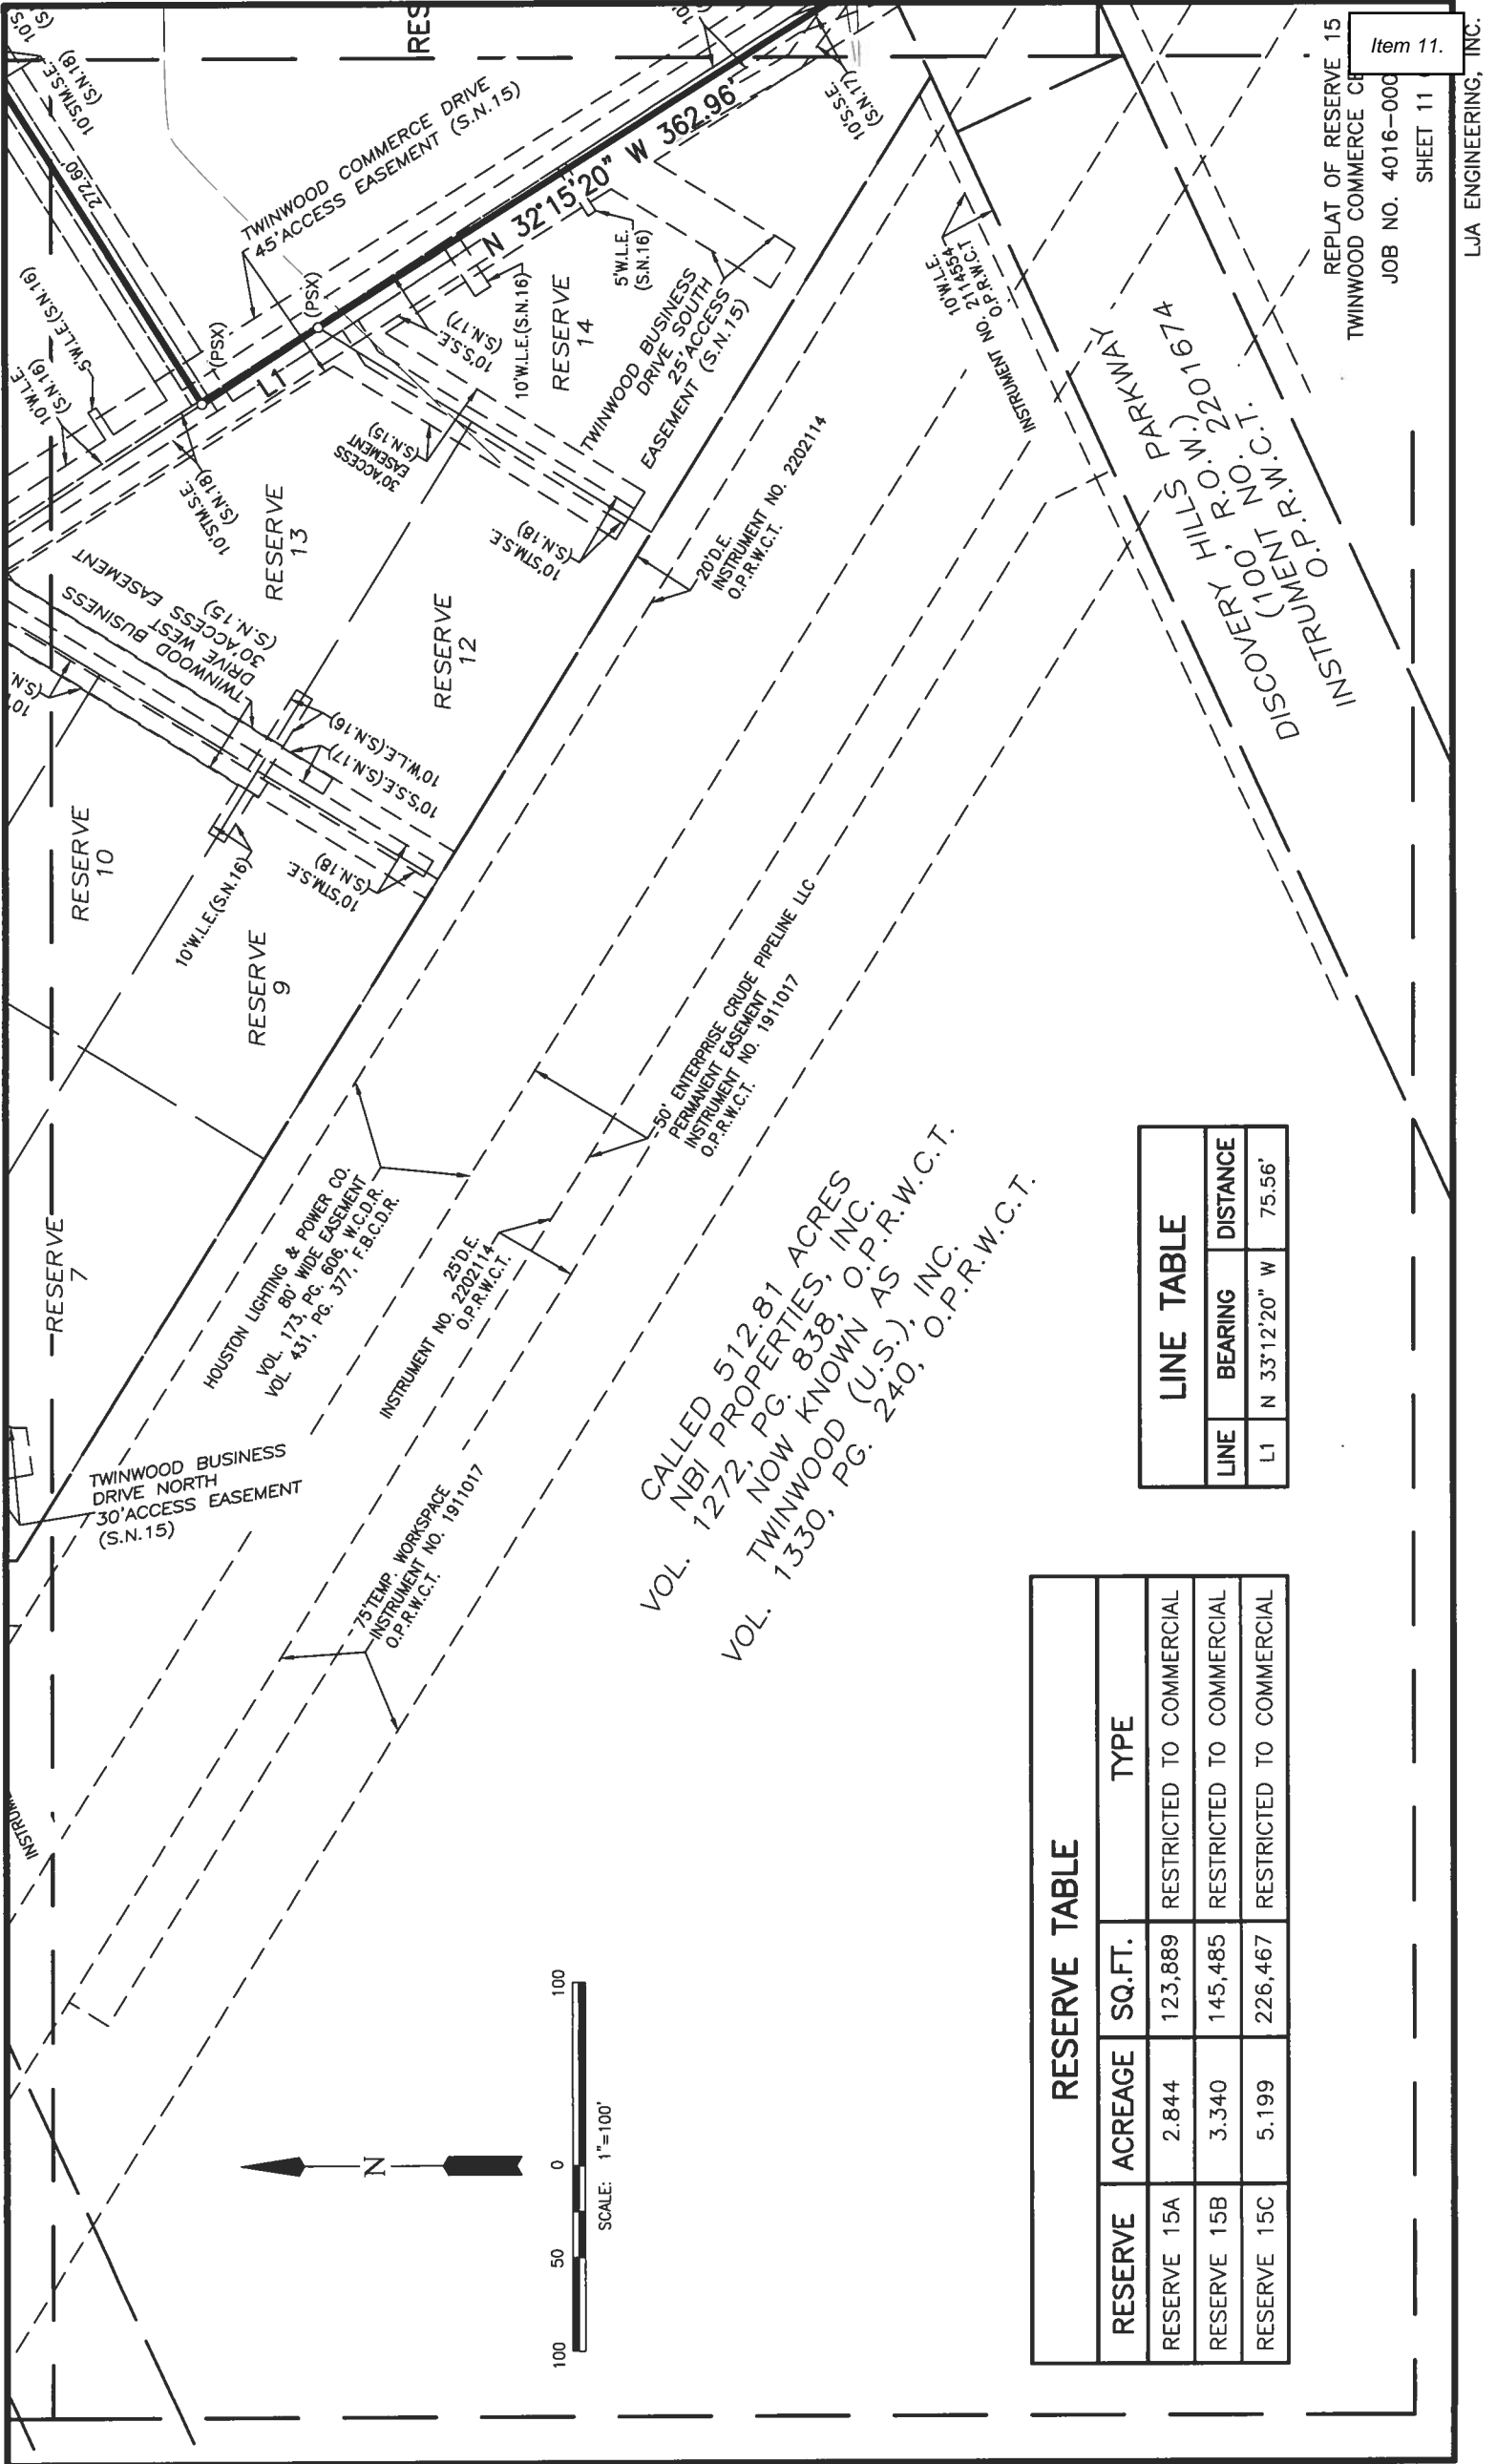 Item 11.
10'S
(S
10'STM.S.E.
(S.N.18)
272.60'
TWINWOOD COMMERCE DRIVE
45'ACCESS EASEMENT (S.N.15)
RES
10'
10'S.S.E.
(S.N.17)
N 32°15'20" W 362.96'
10'W.L.E.
(S.N.16)
5'W.L.E.(S.N.16)
(PSX)
(PSX)
L1
10'STM.S.E.
(S.N.18)
RESERVE
13
10'S.S.E.
(S.N.17)
10'W.L.E.(S.N.16)
RESERVE
14
5'W.L.E.
(S.N.16)
30'ACCESS
EASEMENT
(S.N.15)
TWINWOOD BUSINESS
DRIVE SOUTH
25'ACCESS
EASEMENT (S.N.15)
10'STM.S.E.
(S.N.18)
TWINWOOD BUSINESS
DRIVE WEST
30'ACCESS EASEMENT
(S.N.15)
(S.N.
RESERVE
12
10'W.L.E.(S.N.16)
10'S.S.E.(S.N.17)
RESERVE
10
10'W.L.E.(S.N.16)
10'STM.S.E.
(S.N.18)
RESERVE
9
RESERVE
7
20'D.E.
INSTRUMENT NO. 2202114
O.P.R.W.C.T.
10'W.L.E.
INSTRUMENT NO. 2114554
O.P.R.W.C.T
DISCOVERY HILLS PARKWAY
(100' R.O.W.)
INSTRUMENT NO. 2201674
O.P.R.W.C.T.
HOUSTON LIGHTING & POWER CO.
80' WIDE EASEMENT
VOL. 173, PG. 606, W.C.D.R.
VOL. 431, PG. 377, F.B.C.D.R.
25'D.E.
INSTRUMENT NO. 2202114
O.P.R.W.C.T.
50' ENTERPRISE CRUDE PIPELINE LLC
PERMANENT EASEMENT
INSTRUMENT NO. 1911017
O.P.R.W.C.T.
TWINWOOD BUSINESS
DRIVE NORTH
30'ACCESS EASEMENT
(S.N.15)
75'TEMP. WORKSPACE
INSTRUMENT NO. 1911017
O.P.R.W.C.T.
INSTRUM
CALLED 512.81 ACRES
NBI PROPERTIES, INC.
VOL. 1272, PG. 838, O.P.R.W.C.T.
NOW KNOWN AS
TWINWOOD (U.S.), INC.
VOL. 1330, PG. 240, O.P.R.W.C.T.
N
100 50 0 100
SCALE: 1"=100'
RESERVE TABLE
RESERVE ACREAGE SQ.FT. TYPE
RESERVE 15A 2.844 123,889 RESTRICTED TO COMMERCIAL
RESERVE 15B 3.340 145,485 RESTRICTED TO COMMERCIAL
RESERVE 15C 5.199 226,467 RESTRICTED TO COMMERCIAL
LINE TABLE
LINE BEARING DISTANCE
L1 N 33°12'20" W 75.56'
REPLAT OF RESERVE 15
TWINWOOD COMMERCE CE
JOB NO. 4016-000
SHEET 11
LJA ENGINEERING, INC.